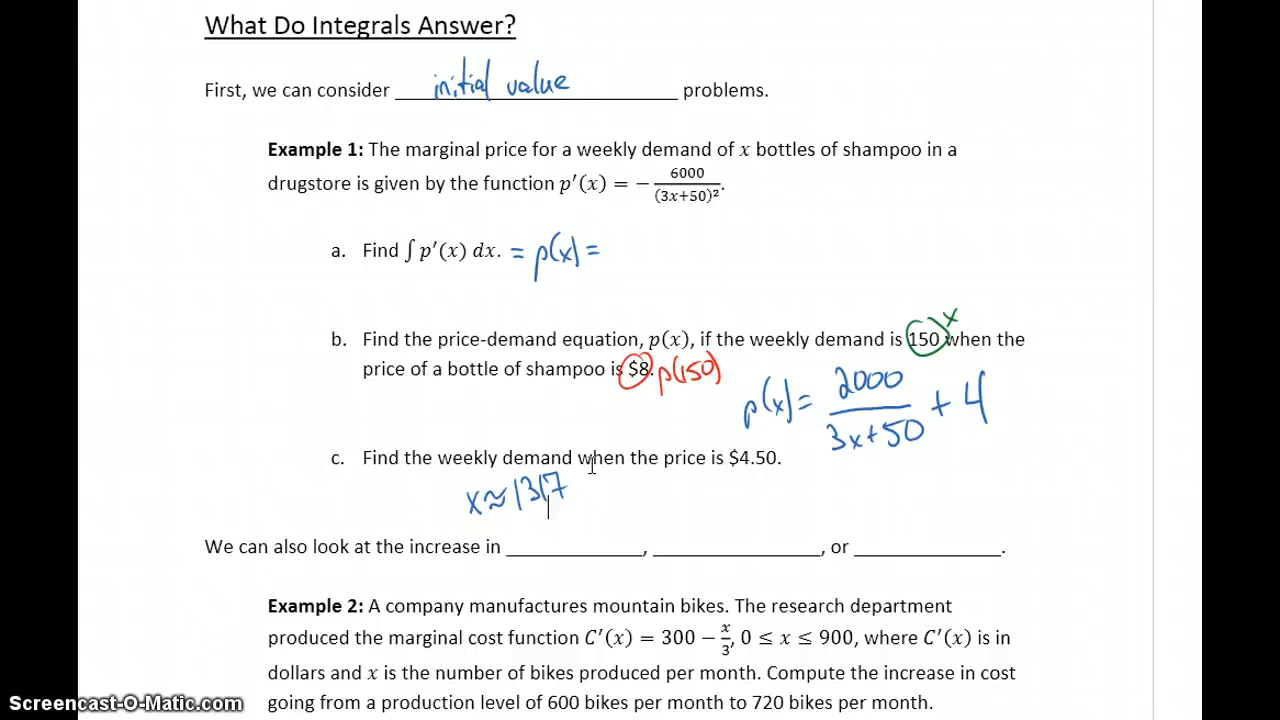 What Do Integrals Answer?
First, we can consider initial value problems.
Example 1: The marginal price for a weekly demand of x bottles of shampoo in a
drugstore is given by the function p′(x) = − 6000/(3x+50)².
a. Find ∫ p′(x) dx. = p(x) =
b. Find the price-demand equation, p(x), if the weekly demand is 150 when the
x
price of a bottle of shampoo is $8. p(150)
p(x) = 2000/(3x+50) + 4
c. Find the weekly demand when the price is $4.50.
x ≈ 1317
We can also look at the increase in ____________, ____________, or ____________.
Example 2: A company manufactures mountain bikes. The research department
produced the marginal cost function C′(x) = 300 − x/3, 0 ≤ x ≤ 900, where C′(x) is in
dollars and x is the number of bikes produced per month. Compute the increase in cost
going from a production level of 600 bikes per month to 720 bikes per month.
Screencast-O-Matic.com